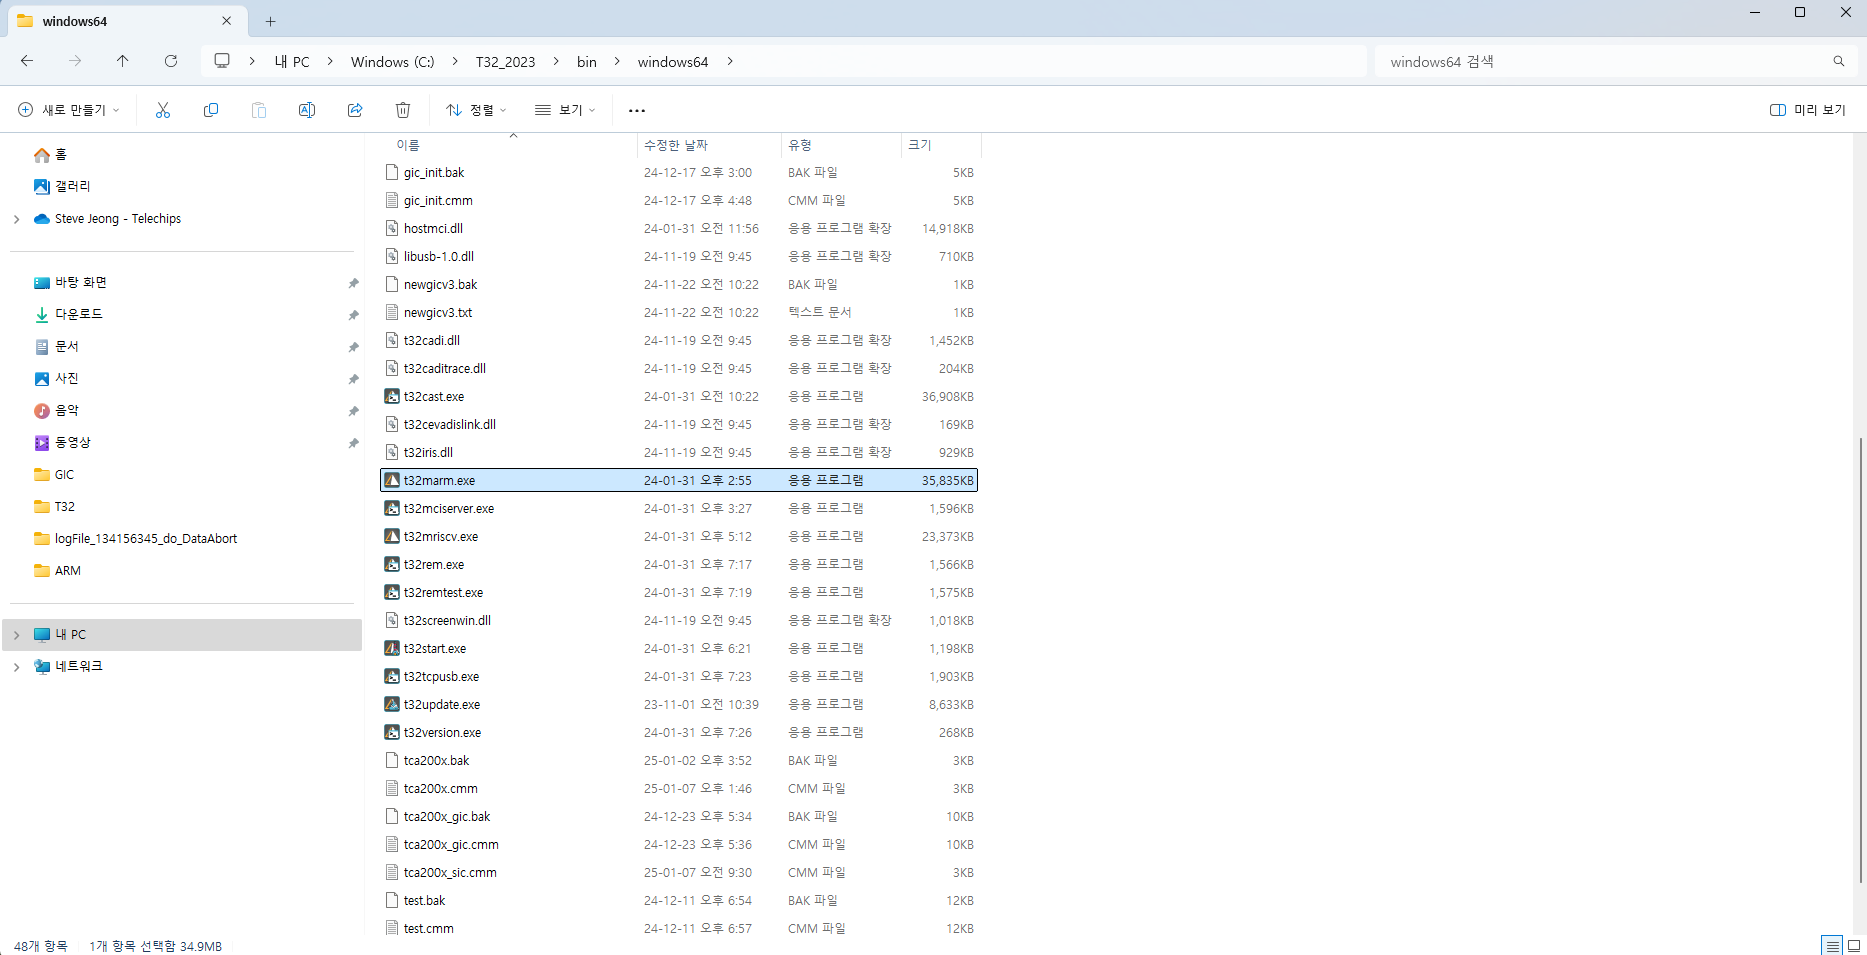 windows64
내 PC > Windows (C:) > T32_2023 > bin > windows64 >
windows64 검색
새로 만들기
정렬
보기
미리 보기
홈
갤러리
Steve Jeong - Telechips
바탕 화면
다운로드
문서
사진
음악
동영상
GIC
T32
logFile_134156345_do_DataAbort
ARM
내 PC
네트워크
이름 수정한 날짜 유형 크기
gic_init.bak 24-12-17 오후 3:00 BAK 파일 5KB
gic_init.cmm 24-12-17 오후 4:48 CMM 파일 5KB
hostmci.dll 24-01-31 오전 11:56 응용 프로그램 확장 14,918KB
libusb-1.0.dll 24-11-19 오전 9:45 응용 프로그램 확장 710KB
newgicv3.bak 24-11-22 오전 10:22 BAK 파일 1KB
newgicv3.txt 24-11-22 오전 10:22 텍스트 문서 1KB
t32cadi.dll 24-11-19 오전 9:45 응용 프로그램 확장 1,452KB
t32caditrace.dll 24-11-19 오전 9:45 응용 프로그램 확장 204KB
t32cast.exe 24-01-31 오전 10:22 응용 프로그램 36,908KB
t32cevadislink.dll 24-11-19 오전 9:45 응용 프로그램 확장 169KB
t32iris.dll 24-11-19 오전 9:45 응용 프로그램 확장 929KB
t32marm.exe 24-01-31 오후 2:55 응용 프로그램 35,835KB
t32mciserver.exe 24-01-31 오후 3:27 응용 프로그램 1,596KB
t32mriscv.exe 24-01-31 오후 5:12 응용 프로그램 23,373KB
t32rem.exe 24-01-31 오후 7:17 응용 프로그램 1,566KB
t32remtest.exe 24-01-31 오후 7:19 응용 프로그램 1,575KB
t32screenwin.dll 24-11-19 오전 9:45 응용 프로그램 확장 1,018KB
t32start.exe 24-01-31 오후 6:21 응용 프로그램 1,198KB
t32tcpusb.exe 24-01-31 오후 7:23 응용 프로그램 1,903KB
t32update.exe 23-11-01 오전 10:39 응용 프로그램 8,633KB
t32version.exe 24-01-31 오후 7:26 응용 프로그램 268KB
tca200x.bak 25-01-02 오후 3:52 BAK 파일 3KB
tca200x.cmm 25-01-07 오후 1:46 CMM 파일 3KB
tca200x_gic.bak 24-12-23 오후 5:34 BAK 파일 10KB
tca200x_gic.cmm 24-12-23 오후 5:36 CMM 파일 10KB
tca200x_sic.cmm 25-01-07 오전 9:30 CMM 파일 3KB
test.bak 24-12-11 오후 6:54 BAK 파일 12KB
test.cmm 24-12-11 오후 6:57 CMM 파일 12KB
48개 항목 1개 항목 선택함 34.9MB